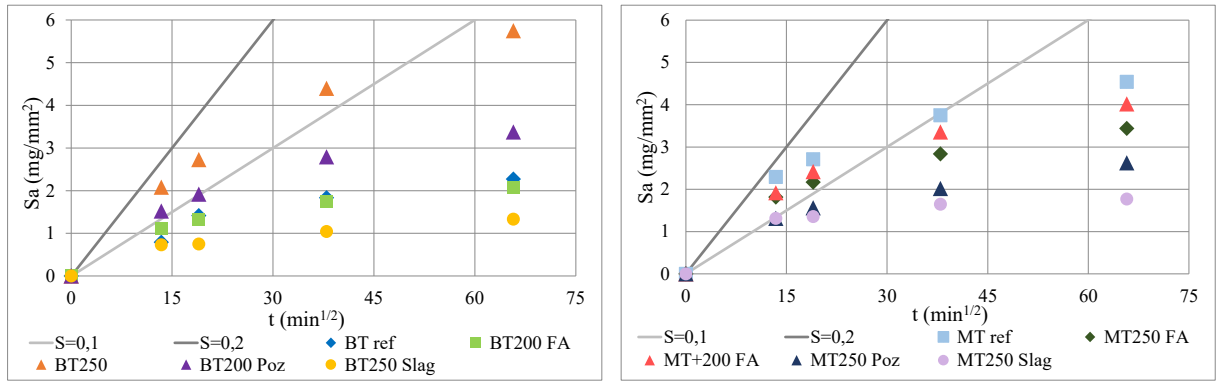 6
5
4
3
2
1
0
Sa (mg/mm²)
0 15 30 45 60 75
t (min^1/2)
S=0,1 S=0,2 BT ref BT200 FA
BT250 BT200 Poz BT250 Slag
6
5
4
3
2
1
0
Sa (mg/mm²)
0 15 30 45 60 75
t (min^1/2)
S=0,1 S=0,2 MT ref MT250 FA
MT+200 FA MT250 Poz MT250 Slag